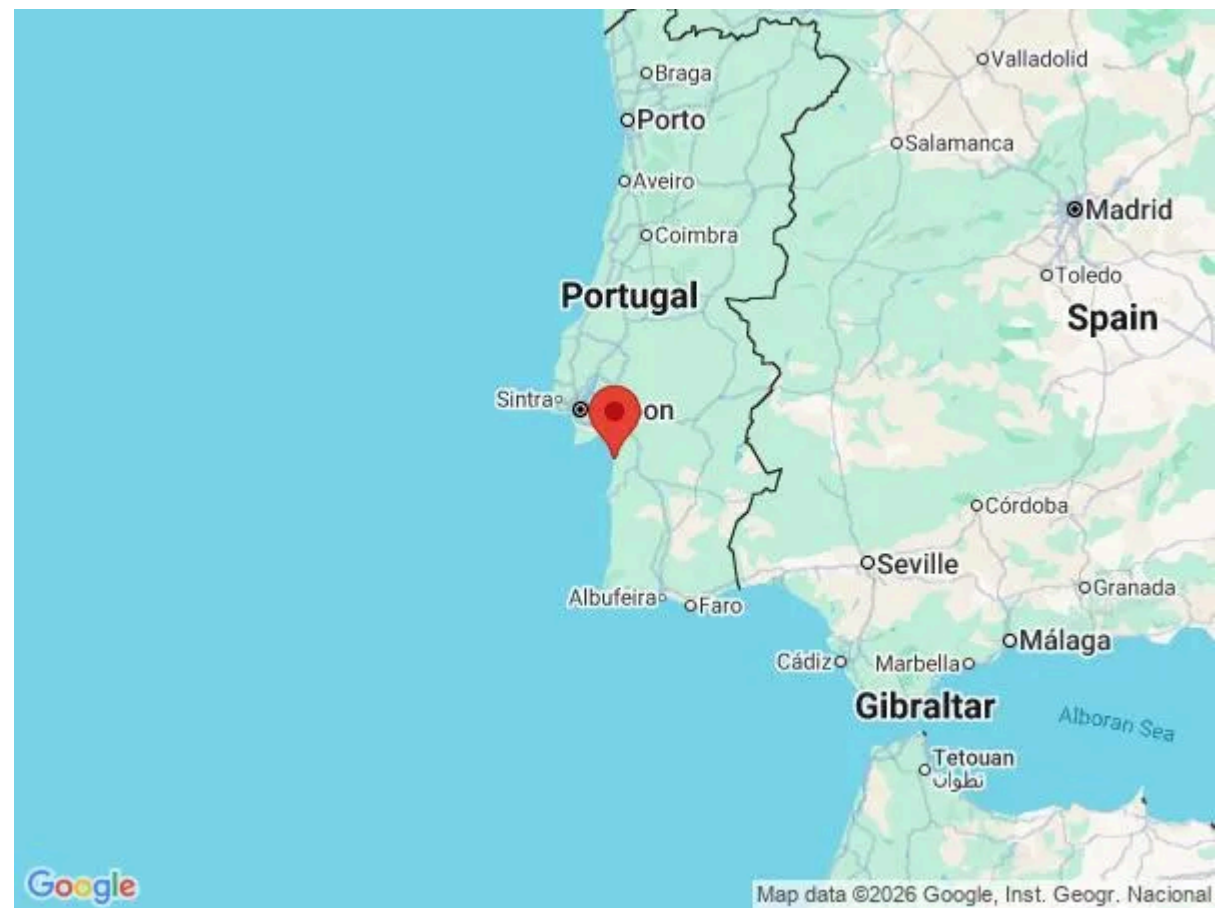 Valladolid
Braga
Porto
Salamanca
Aveiro
Madrid
Coimbra
Toledo
Portugal
Spain
Sintra
on
Córdoba
Seville
Granada
Albufeira
Faro
Málaga
Cádiz
Marbella
Gibraltar
Alboran Sea
Tetouan
تطوان
Google
Map data ©2026 Google, Inst. Geogr. Nacional